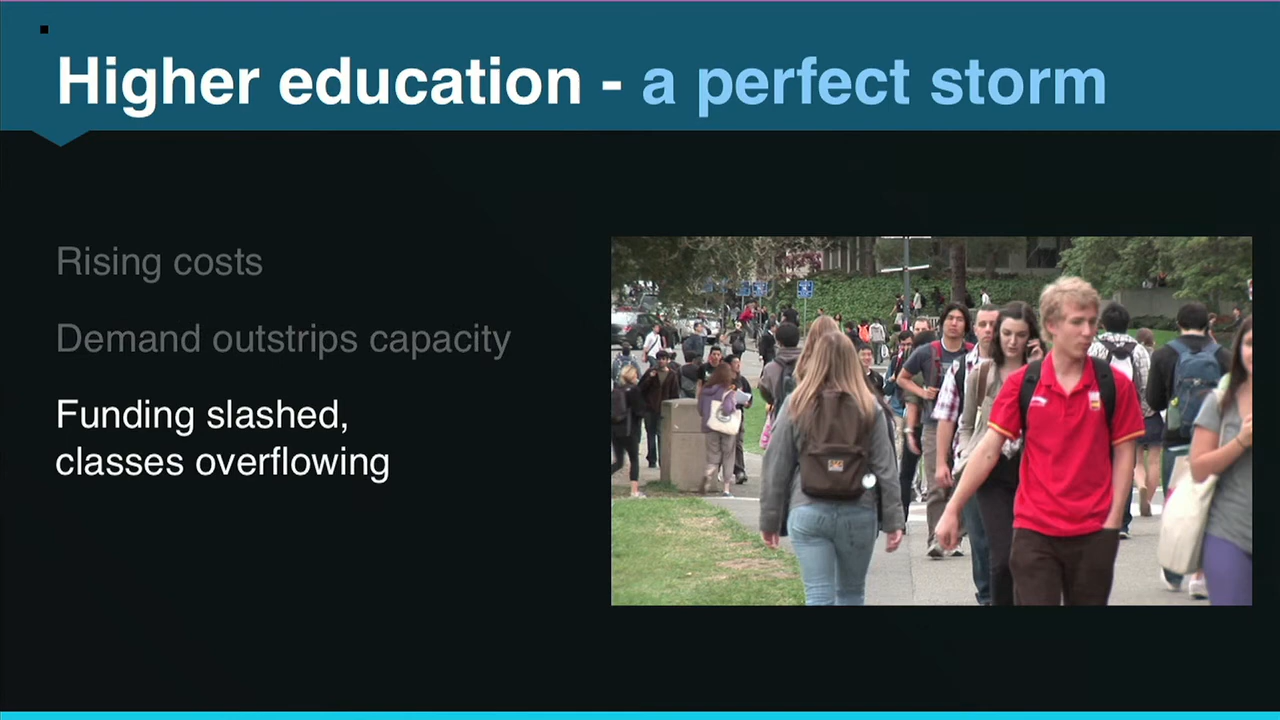 Higher education - a perfect storm
Rising costs
Demand outstrips capacity
Funding slashed,
classes overflowing